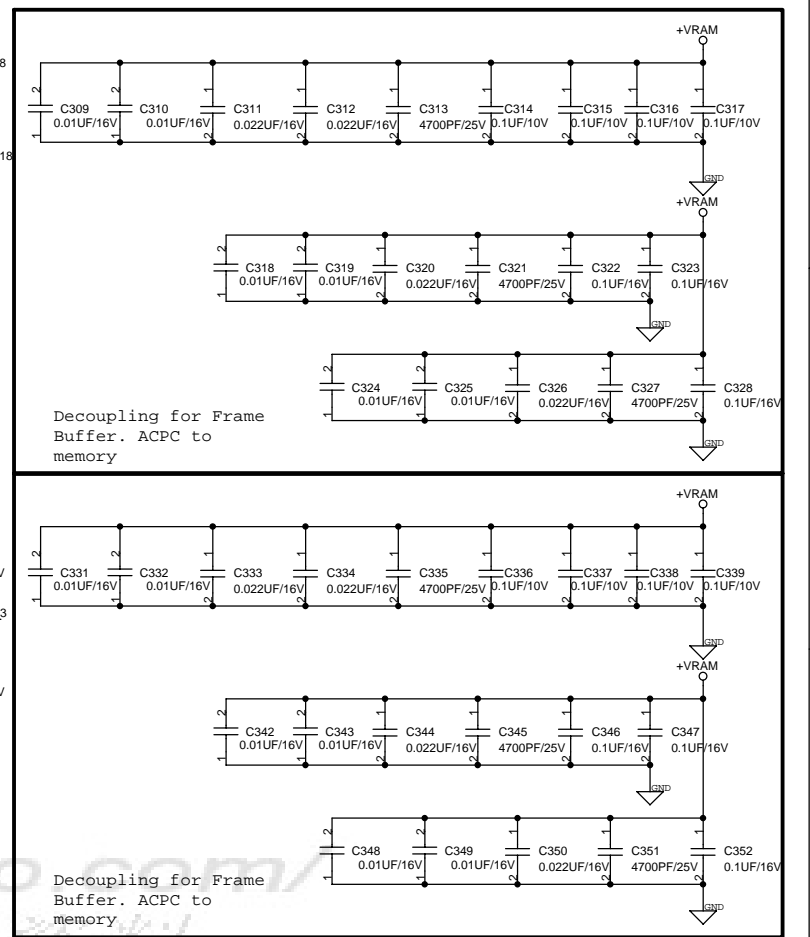 +VRAM
8
C309 C310 C311 C312 C313 C314 C315 C316 C317
0.01UF/16V 0.01UF/16V 0.022UF/16V 0.022UF/16V 4700PF/25V 0.1UF/10V 0.1UF/10V 0.1UF/10V 0.1UF/10V
18
GND
+VRAM
C318 C319 C320 C321 C322 C323
0.01UF/16V 0.01UF/16V 0.022UF/16V 4700PF/25V 0.1UF/16V 0.1UF/16V
GND
C324 C325 C326 C327 C328
0.01UF/16V 0.01UF/16V 0.022UF/16V 4700PF/25V 0.1UF/16V
Decoupling for Frame
Buffer. ACPC to
memory
GND
+VRAM
C331 C332 C333 C334 C335 C336 C337 C338 C339
0.01UF/16V 0.01UF/16V 0.022UF/16V 0.022UF/16V 4700PF/25V 0.1UF/10V 0.1UF/10V 0.1UF/10V 0.1UF/10V
3
GND
+VRAM
C342 C343 C344 C345 C346 C347
0.01UF/16V 0.01UF/16V 0.022UF/16V 4700PF/25V 0.1UF/16V 0.1UF/16V
GND
C348 C349 C350 C351 C352
0.01UF/16V 0.01UF/16V 0.022UF/16V 4700PF/25V 0.1UF/16V
o.com/
Decoupling for Frame
Buffer. ACPC to
memory
GND